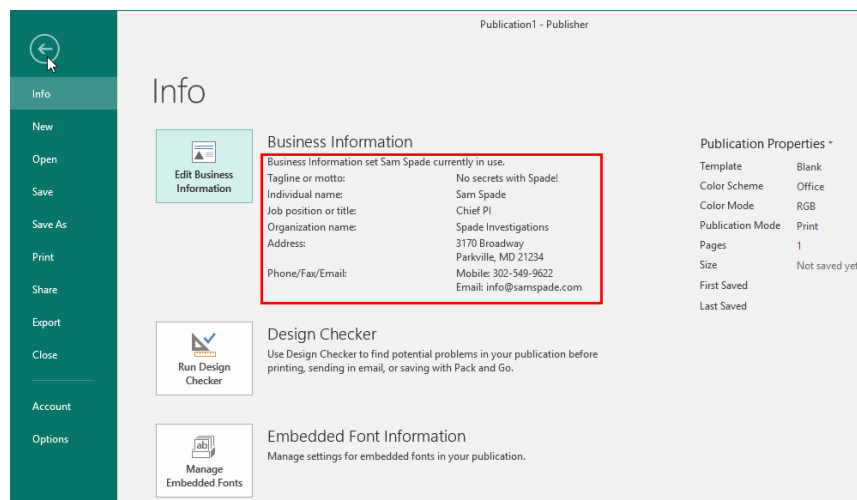 Publication1 - Publisher
Info
New
Open
Save
Save As
Print
Share
Export
Close
Account
Options
Info
Edit Business
Information
Business Information
Business Information set Sam Spade currently in use.
Tagline or motto: No secrets with Spade!
Individual name: Sam Spade
Job position or title: Chief PI
Organization name: Spade Investigations
Address: 3170 Broadway
Parkville, MD 21234
Phone/Fax/Email: Mobile: 302-549-9622
Email: info@samspade.com
Run Design
Checker
Design Checker
Use Design Checker to find potential problems in your publication before
printing, sending in email, or saving with Pack and Go.
ab
Manage
Embedded Fonts
Embedded Font Information
Manage settings for embedded fonts in your publication.
Publication Properties
Template Blank
Color Scheme Office
Color Mode RGB
Publication Mode Print
Pages 1
Size Not saved yet
First Saved
Last Saved